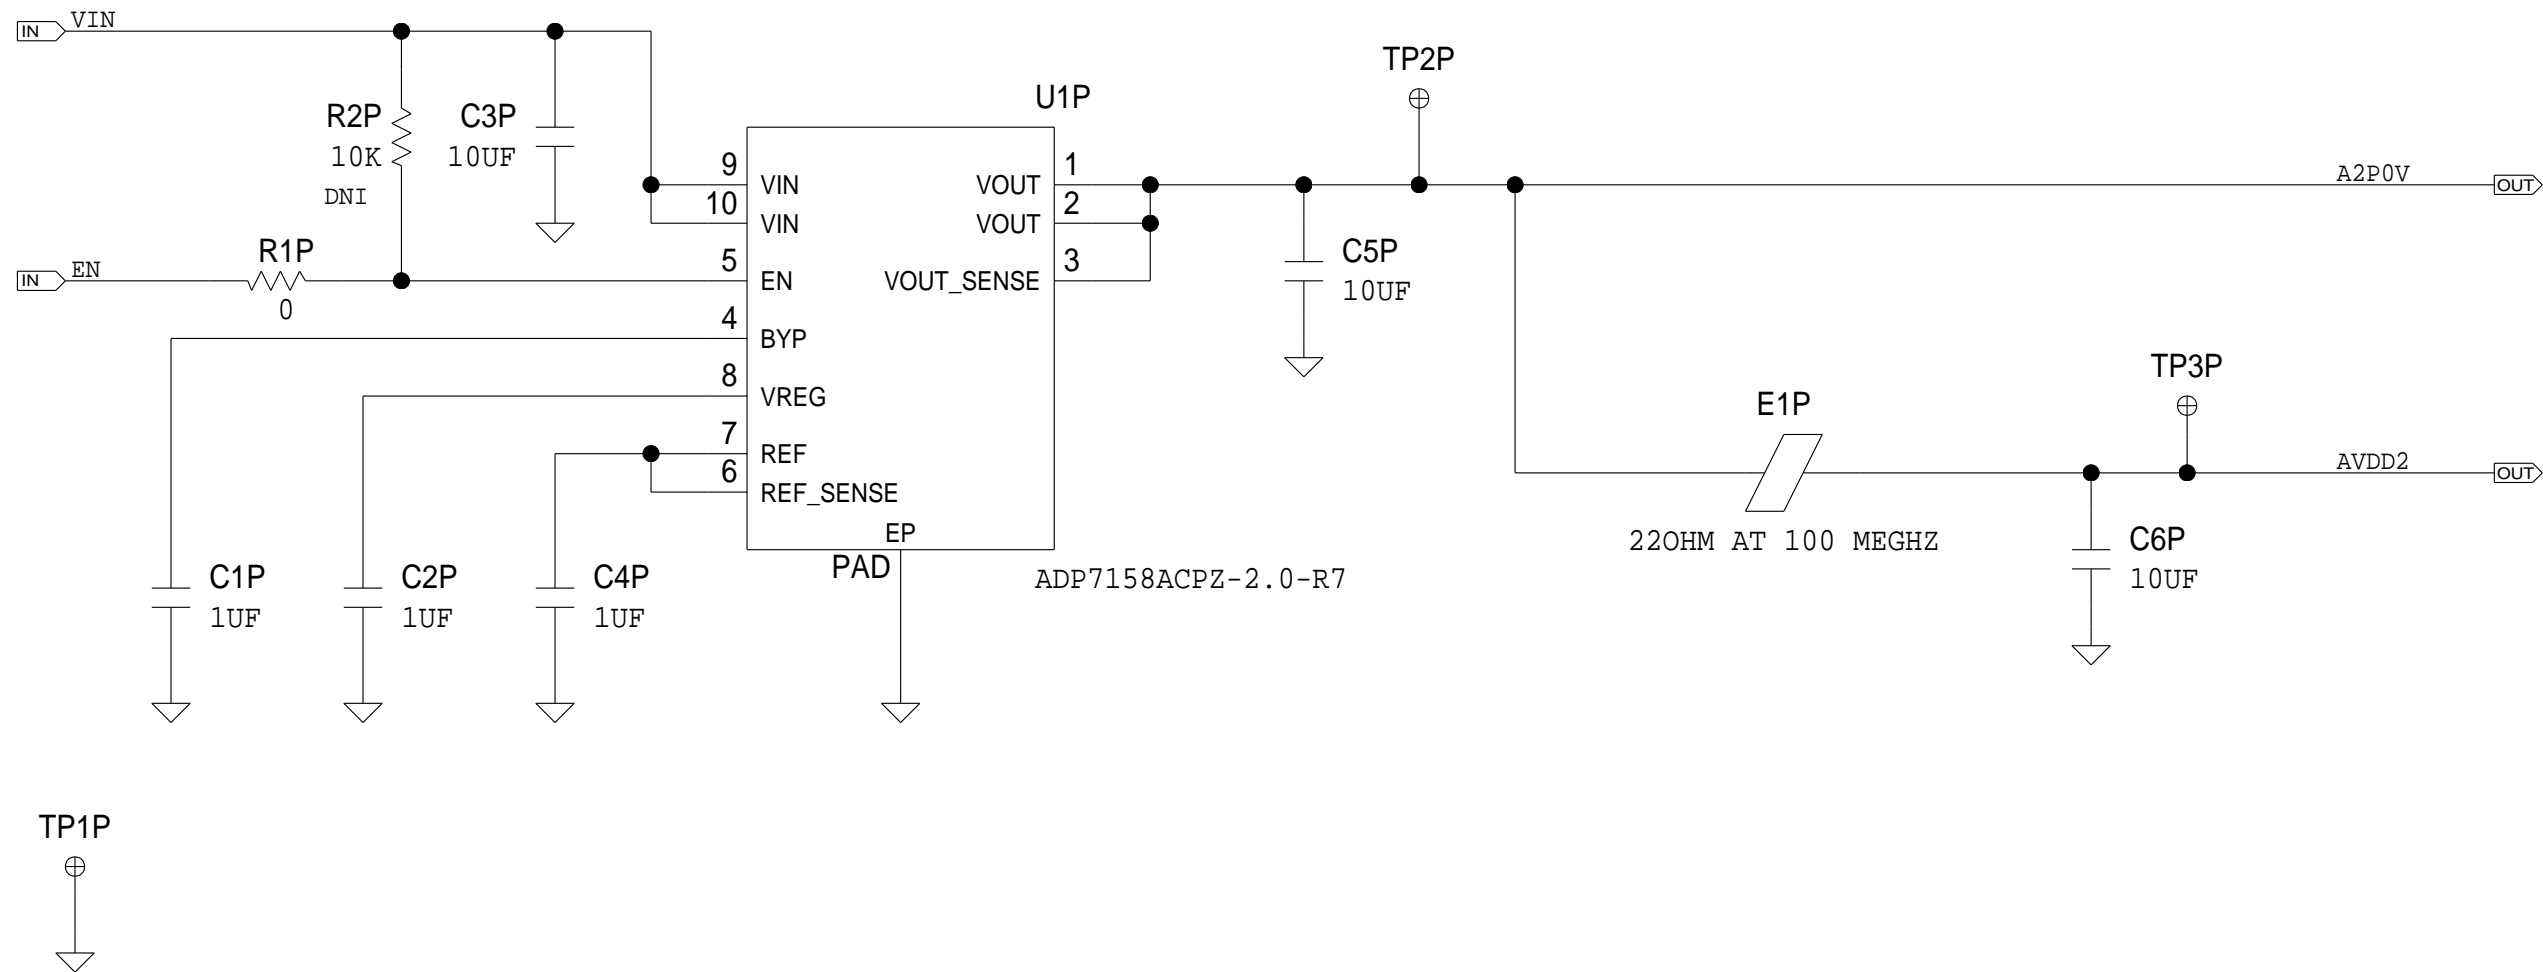 IN VIN
TP2P
U1P
R2P
10K
DNI
C3P
10UF
9 VIN
10 VIN
1 VOUT
2 VOUT
3 VOUT_SENSE
A2P0V OUT
IN EN
R1P
0
5 EN
4 BYP
8 VREG
7 REF
6 REF_SENSE
EP
PAD
ADP7158ACPZ-2.0-R7
C5P
10UF
TP3P
E1P
22OHM AT 100 MEGHZ
AVDD2 OUT
C6P
10UF
C1P
1UF
C2P
1UF
C4P
1UF
TP1P